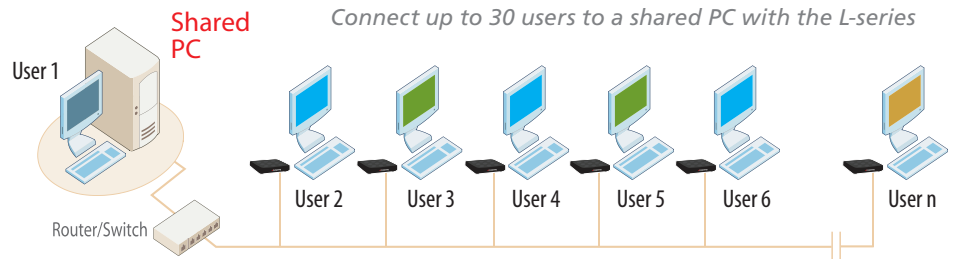 Connect up to 30 users to a shared PC with the L-series
Shared
PC
User 1
User 2
User 3
User 4
User 5
User 6
User n
Router/Switch